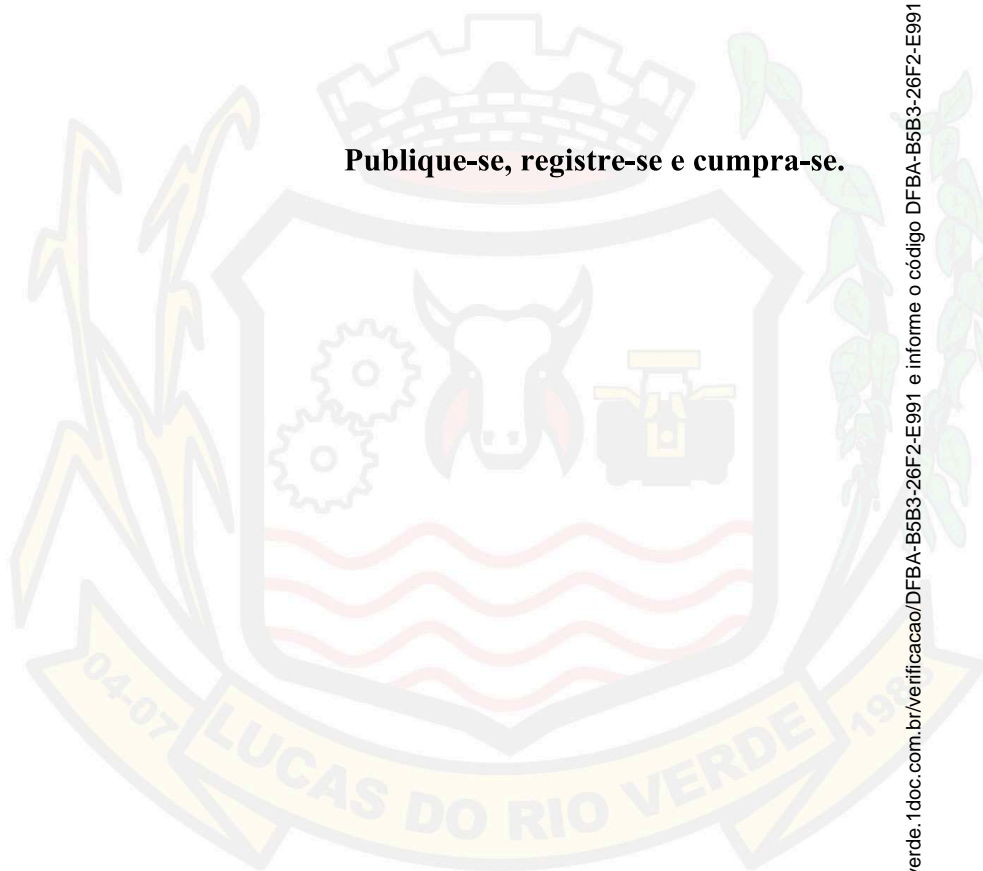 Publique-se, registre-se e cumpra-se.
04-07
LUCAS DO RIO VERDE
verde.1doc.com.br/verificacao/DFBA-B5B3-26F2-E991 e informe o código DFBA-B5B3-26F2-E991